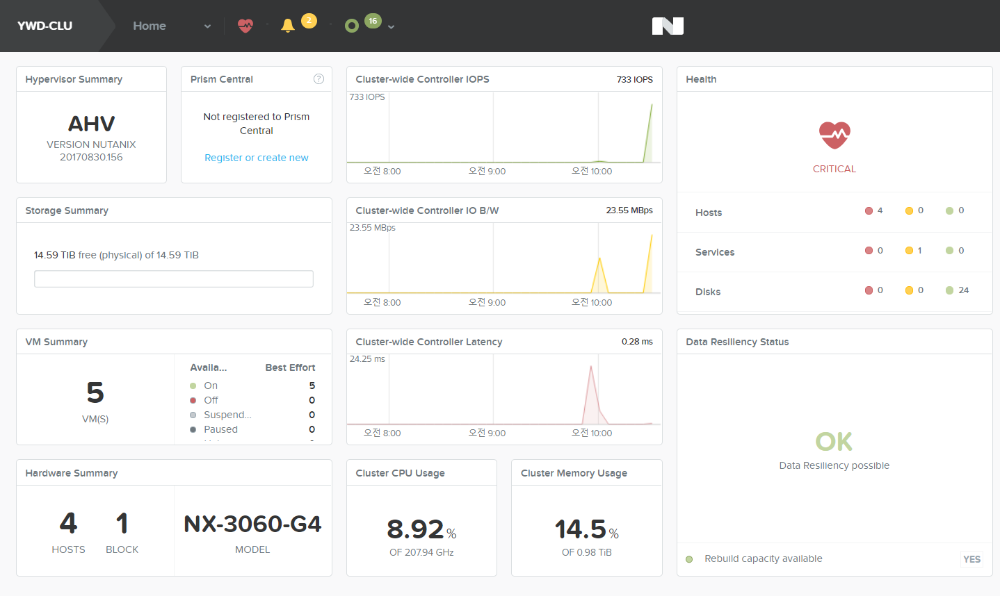 YWD-CLU
Home
2
16
Hypervisor Summary
AHV
VERSION NUTANIX
20170830.156
Prism Central
?
Not registered to Prism
Central
Register or create new
Cluster-wide Controller IOPS
733 IOPS
733 IOPS
오전 8:00
오전 9:00
오전 10:00
Health
CRITICAL
Hosts 4 0 0
Services 0 1 0
Disks 0 0 24
Storage Summary
14.59 TiB free (physical) of 14.59 TiB
Cluster-wide Controller IO B/W
23.55 MBps
23.55 MBps
오전 8:00
오전 9:00
오전 10:00
VM Summary
5
VM(S)
Availa... Best Effort
On 5
Off 0
Suspend... 0
Paused 0
Cluster-wide Controller Latency
0.28 ms
24.25 ms
오전 8:00
오전 9:00
오전 10:00
Data Resiliency Status
OK
Data Resiliency possible
Rebuild capacity available YES
Hardware Summary
4
HOSTS
1
BLOCK
NX-3060-G4
MODEL
Cluster CPU Usage
8.92 %
OF 207.94 GHz
Cluster Memory Usage
14.5 %
OF 0.98 TiB